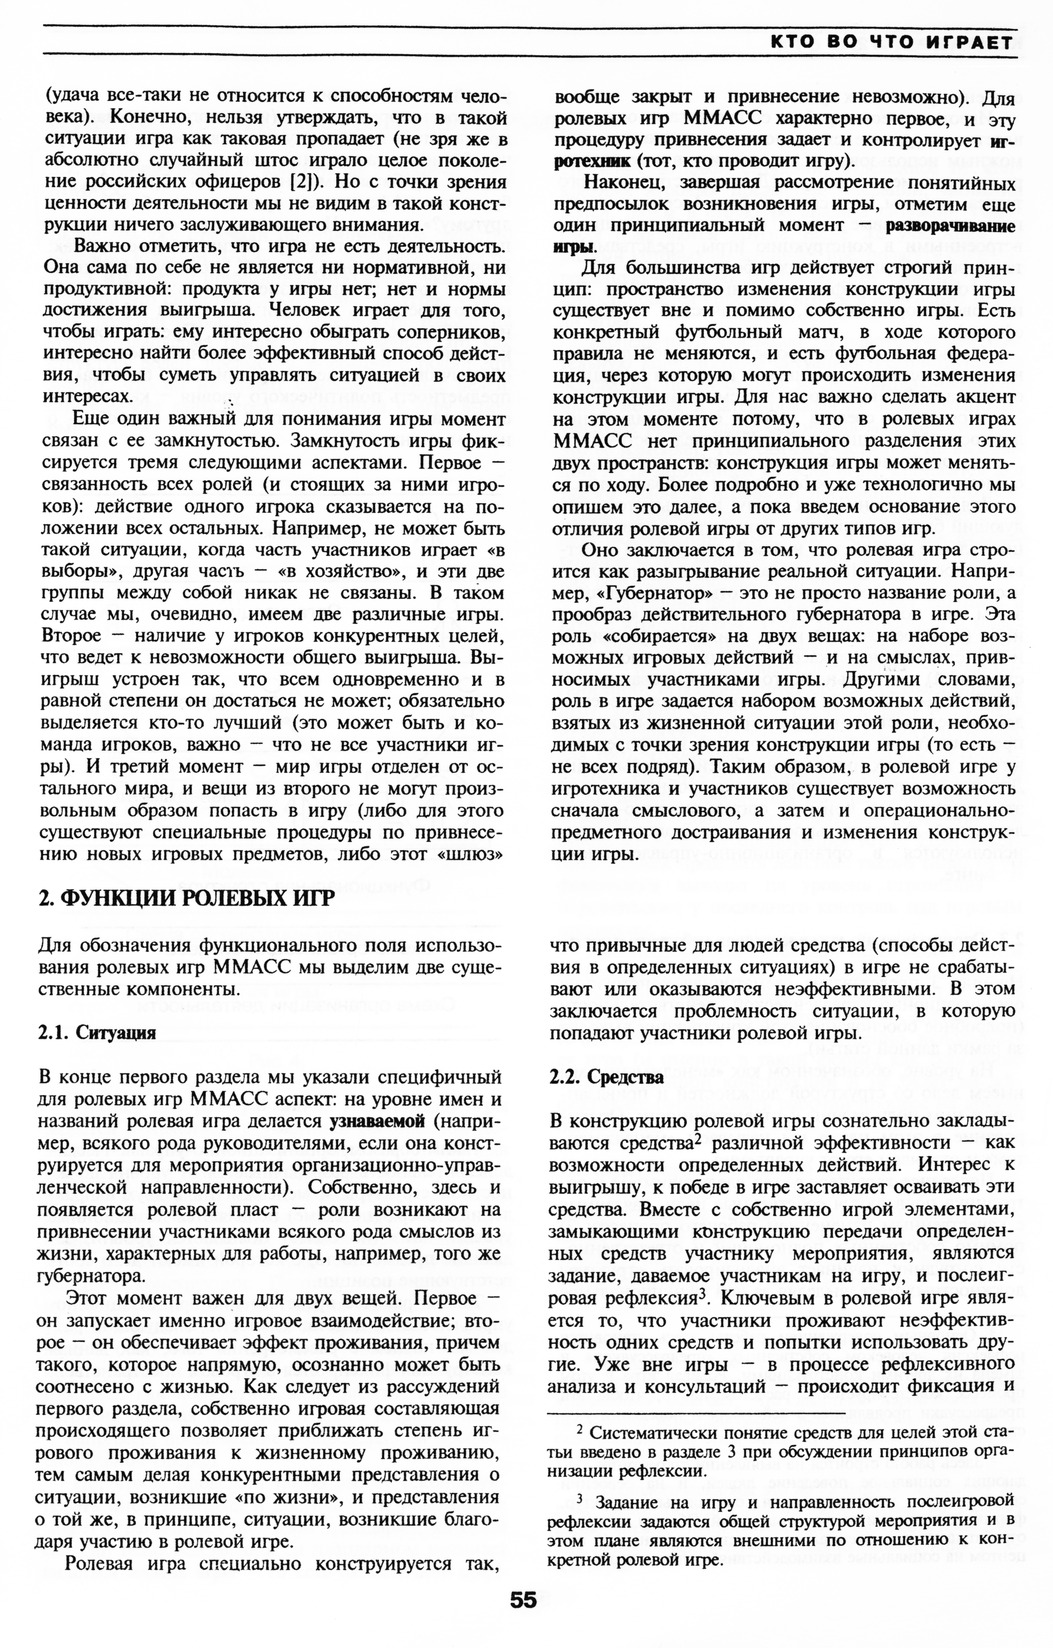 КТО ВО ЧТО ИГРАЕТ
(удача все-таки не относится к способностям чело-
века). Конечно, нельзя утверждать, что в такой
ситуации игра как таковая пропадает (не зря же в
абсолютно случайный штос играло целое поколе-
ние российских офицеров [2]). Но с точки зрения
ценности деятельности мы не видим в такой конст-
рукции ничего заслуживающего внимания.
Важно отметить, что игра не есть деятельность.
Она сама по себе не является ни нормативной, ни
продуктивной: продукта у игры нет; нет и нормы
достижения выигрыша. Человек играет для того,
чтобы играть: ему интересно обыграть соперников,
интересно найти более эффективный способ дейст-
вия, чтобы суметь управлять ситуацией в своих
интересах.
Еще один важный для понимания игры момент
связан с ее замкнутостью. Замкнутость игры фик-
сируется тремя следующими аспектами. Первое —
связанность всех ролей (и стоящих за ними игро-
ков): действие одного игрока сказывается на по-
ложении всех остальных. Например, не может быть
такой ситуации, когда часть участников играет «в
выборы», другая часть — «в хозяйство», и эти две
группы между собой никак не связаны. В таком
случае мы, очевидно, имеем две различные игры.
Второе — наличие у игроков конкурентных целей,
что ведет к невозможности общего выигрыша. Вы-
игрыш устроен так, что всем одновременно и в
равной степени он достаться не может; обязательно
выделяется кто-то лучший (это может быть и ко-
манда игроков, важно — что не все участники иг-
ры). И третий момент — мир игры отделен от ос-
тального мира, и вещи из второго не могут произ-
вольным образом попасть в игру (либо для этого
существуют специальные процедуры по привнесе-
нию новых игровых предметов, либо этот «шлюз»
вообще закрыт и привнесение невозможно). Для
ролевых игр ММАСС характерно первое, и эту
процедуру привнесения задает и контролирует иг-
ротехник (тот, кто проводит игру).
Наконец, завершая рассмотрение понятийных
предпосылок возникновения игры, отметим еще
один принципиальный момент — разворачивание
игры.
Для большинства игр действует строгий прин-
цип: пространство изменения конструкции игры
существует вне и помимо собственно игры. Есть
конкретный футбольный матч, в ходе которого
правила не меняются, и есть футбольная федера-
ция, через которую могут происходить изменения
конструкции игры. Для нас важно сделать акцент
на этом моменте потому, что в ролевых играх
ММАСС нет принципиального разделения этих
двух пространств: конструкция игры может менять-
ся по ходу. Более подробно и уже технологично мы
опишем это далее, а пока введем основание этого
отличия ролевой игры от других типов игр.
Оно заключается в том, что ролевая игра стро-
ится как разыгрывание реальной ситуации. Напри-
мер, «Губернатор» — это не просто название роли, а
прообраз действительного губернатора в игре. Эта
роль «собирается» на двух вещах: на наборе воз-
можных игровых действий — и на смыслах, прив-
носимых участниками игры. Другими словами,
роль в игре задается набором возможных действий,
взятых из жизненной ситуации этой роли, необхо-
димых с точки зрения конструкции игры (то есть —
не всех подряд). Таким образом, в ролевой игре у
игротехника и участников существует возможность
сначала смыслового, а затем и операционально-
предметного достраивания и изменения конструк-
ции игры.
2. ФУНКЦИИ РОЛЕВЫХ ИГР
Для обозначения функционального поля использо-
вания ролевых игр ММАСС мы выделим две суще-
ственные компоненты.
2.1. Ситуация
В конце первого раздела мы указали специфичный
для ролевых игр ММАСС аспект: на уровне имен и
названий ролевая игра делается узнаваемой (напри-
мер, всякого рода руководителями, если она конст-
руируется для мероприятия организационно-управ-
ленческой направленности). Собственно, здесь и
появляется ролевой пласт — роли возникают на
привнесении участниками всякого рода смыслов из
жизни, характерных для работы, например, того же
губернатора.
Этот момент важен для двух вещей. Первое —
он запускает именно игровое взаимодействие; вто-
рое — он обеспечивает эффект проживания, причем
такого, которое напрямую, осознанно может быть
соотнесено с жизнью. Как следует из рассуждений
первого раздела, собственно игровая составляющая
происходящего позволяет приближать степень иг-
рового проживания к жизненному проживанию,
тем самым делая конкурентными представления о
ситуации, возникшие «по жизни», и представления
о той же, в принципе, ситуации, возникшие благо-
даря участию в ролевой игре.
Ролевая игра специально конструируется так,
что привычные для людей средства (способы дейст-
вия в определенных ситуациях) в игре не срабаты-
вают или оказываются неэффективными. В этом
заключается проблемность ситуации, в которую
попадают участники ролевой игры.
2.2. Средства
В конструкцию ролевой игры сознательно заклады-
ваются средства² различной эффективности — как
возможности определенных действий. Интерес к
выигрышу, к победе в игре заставляет осваивать эти
средства. Вместе с собственно игрой элементами,
замыкающими конструкцию передачи определен-
ных средств участнику мероприятия, являются
задание, даваемое участникам на игру, и послеиг-
ровая рефлексия³. Ключевым в ролевой игре явля-
ется то, что участники проживают неэффектив-
ность одних средств и попытки использовать дру-
гие. Уже вне игры — в процессе рефлексивного
анализа и консультаций — происходит фиксация и
² Систематически понятие средств для целей этой ста-
тьи введено в разделе 3 при обсуждении принципов орга-
низации рефлексии.
³ Задание на игру и направленность послеигровой
рефлексии задаются общей структурой мероприятия и в
этом плане являются внешними по отношению к кон-
кретной ролевой игре.
55